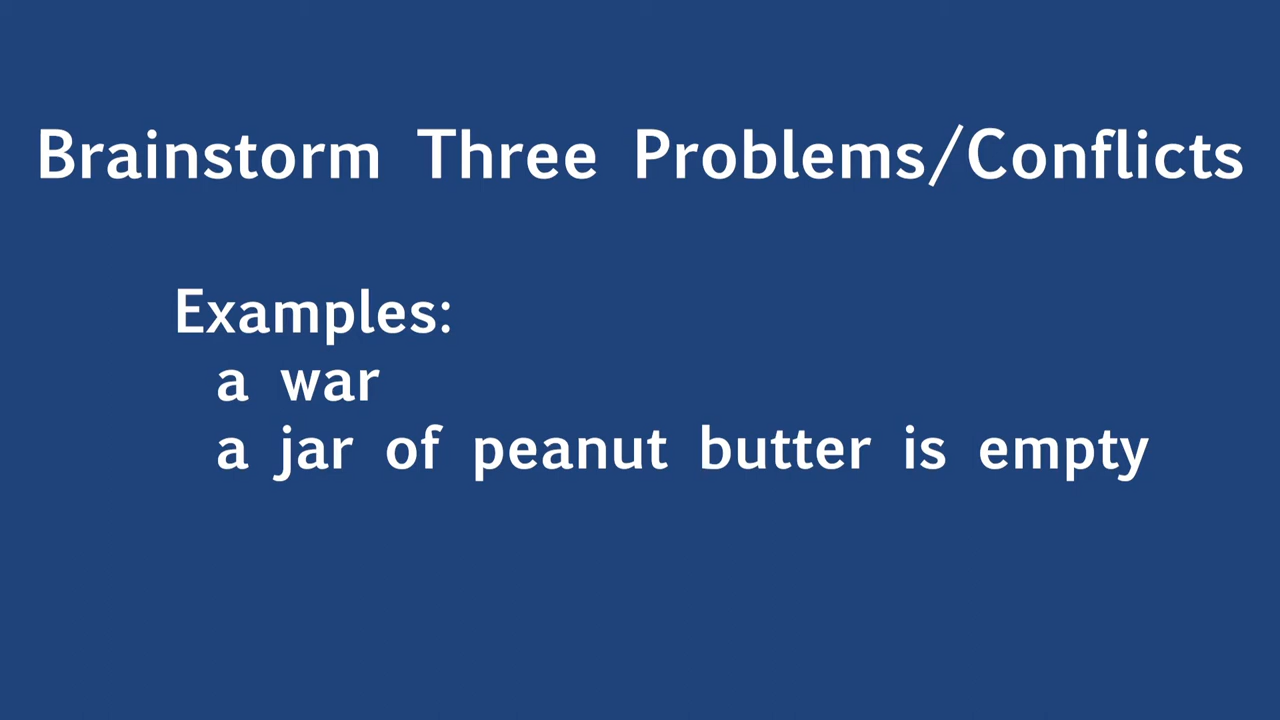 Brainstorm Three Problems/Conflicts
Examples:
a war
a jar of peanut butter is empty